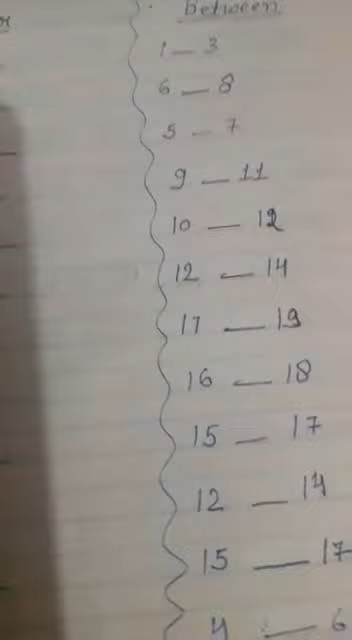 Between
1 — 3
6 — 8
5 — 7
9 — 11
10 — 12
12 — 14
17 — 19
16 — 18
15 — 17
12 — 14
15 — 17
4 — 6